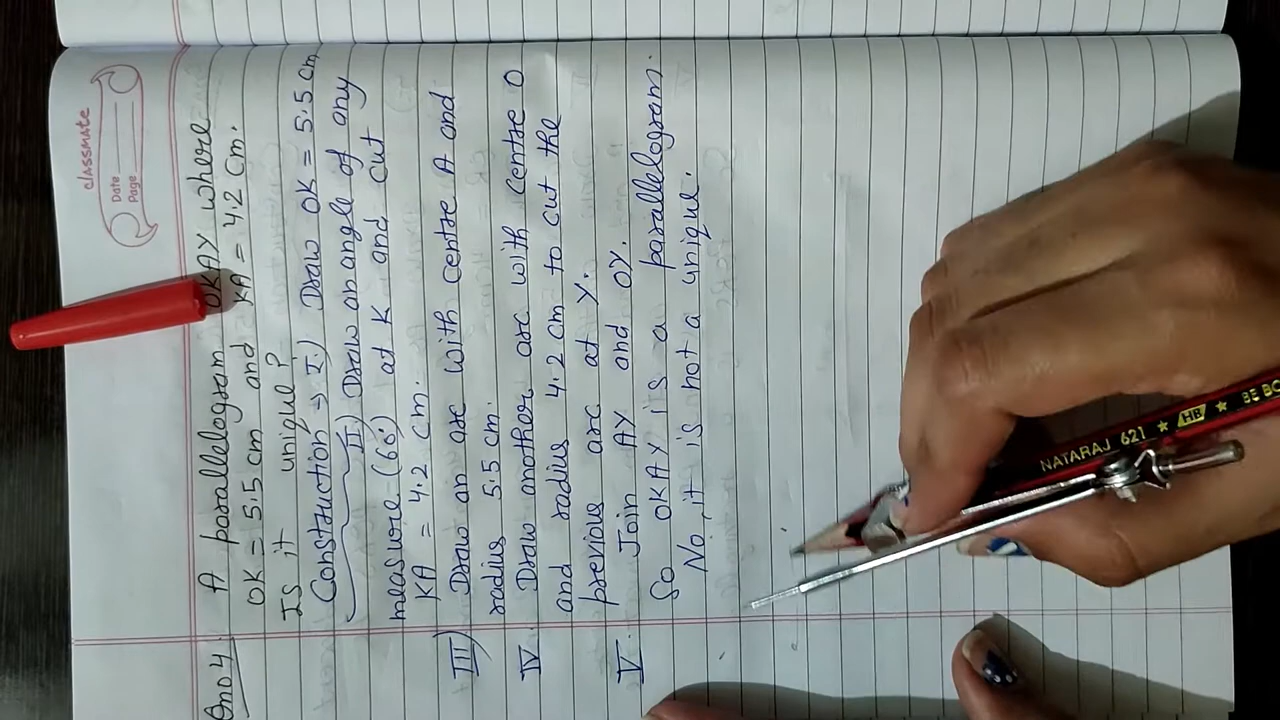 classmate
Date
Page
Qno 4. A parallelogram OKAY where
OK = 5.5 cm and KA = 4.2 cm.
Is it unique?
Construction ⇒ I.) Draw OK = 5.5 cm
II) Draw an angle of any
measure (60°) at K and cut
KA = 4.2 cm.
III) Draw an arc with centre A and
radius 5.5 cm.
IV. Draw another arc with centre O
and radius 4.2 cm to cut the
previous arc at Y.
V. Join AY and OY.
So OKAY is a parallelogram.
No, it is not a unique.
NATARAJ 621 ★ HB ★ BE BO